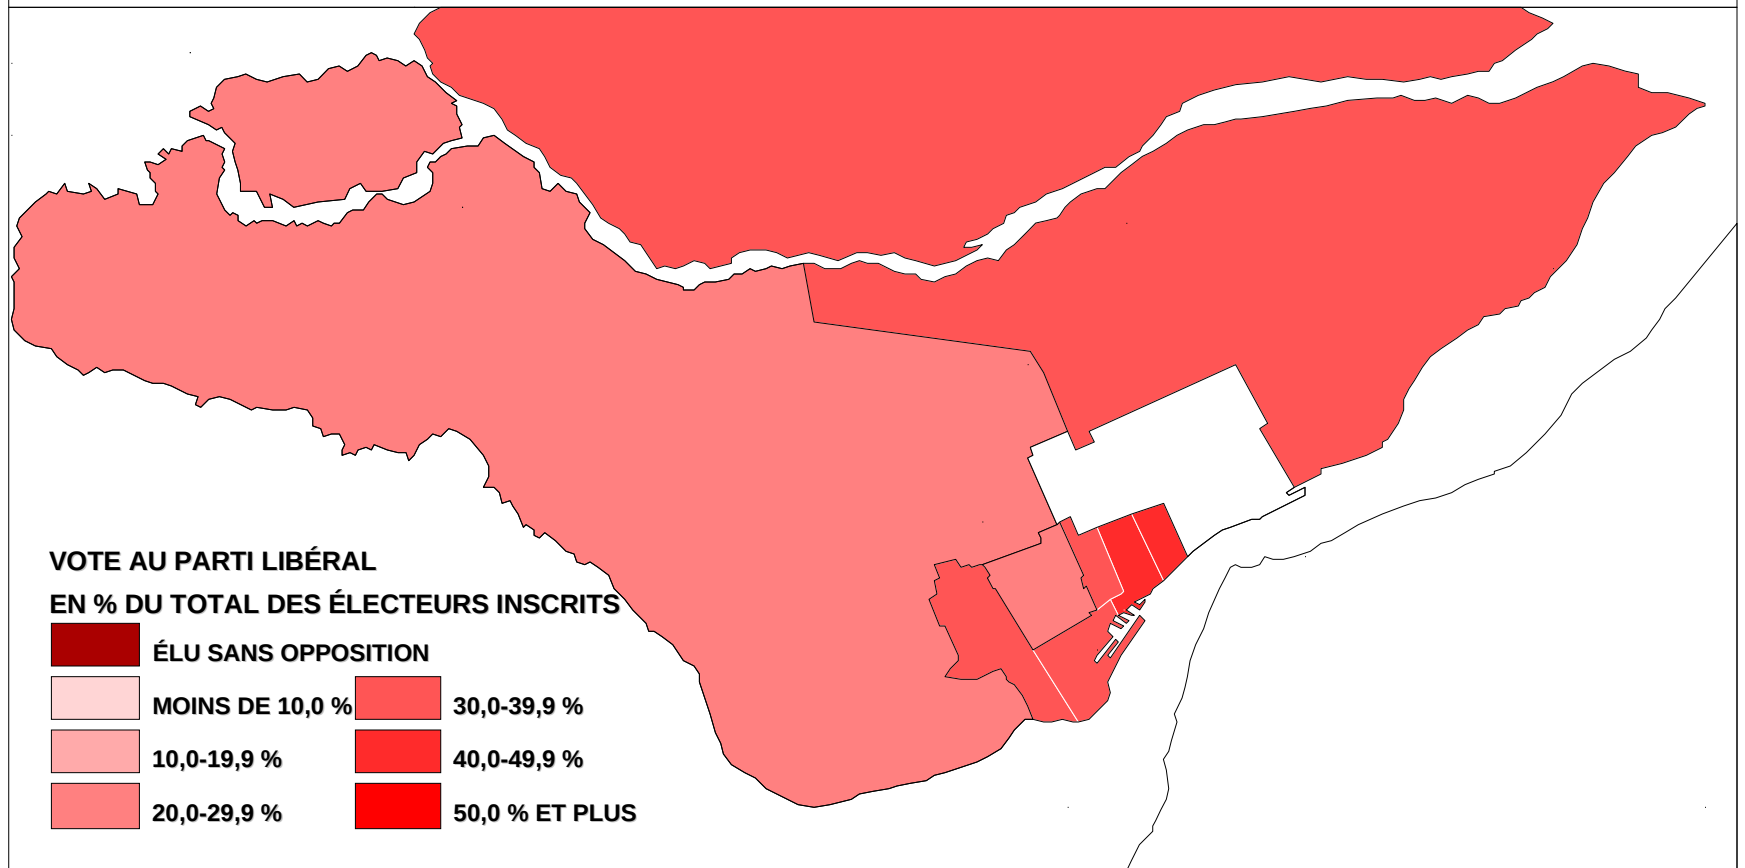 VOTE AU PARTI LIBÉRAL
EN % DU TOTAL DES ÉLECTEURS INSCRITS
ÉLU SANS OPPOSITION
MOINS DE 10,0 %
10,0-19,9 %
20,0-29,9 %
30,0-39,9 %
40,0-49,9 %
50,0 % ET PLUS